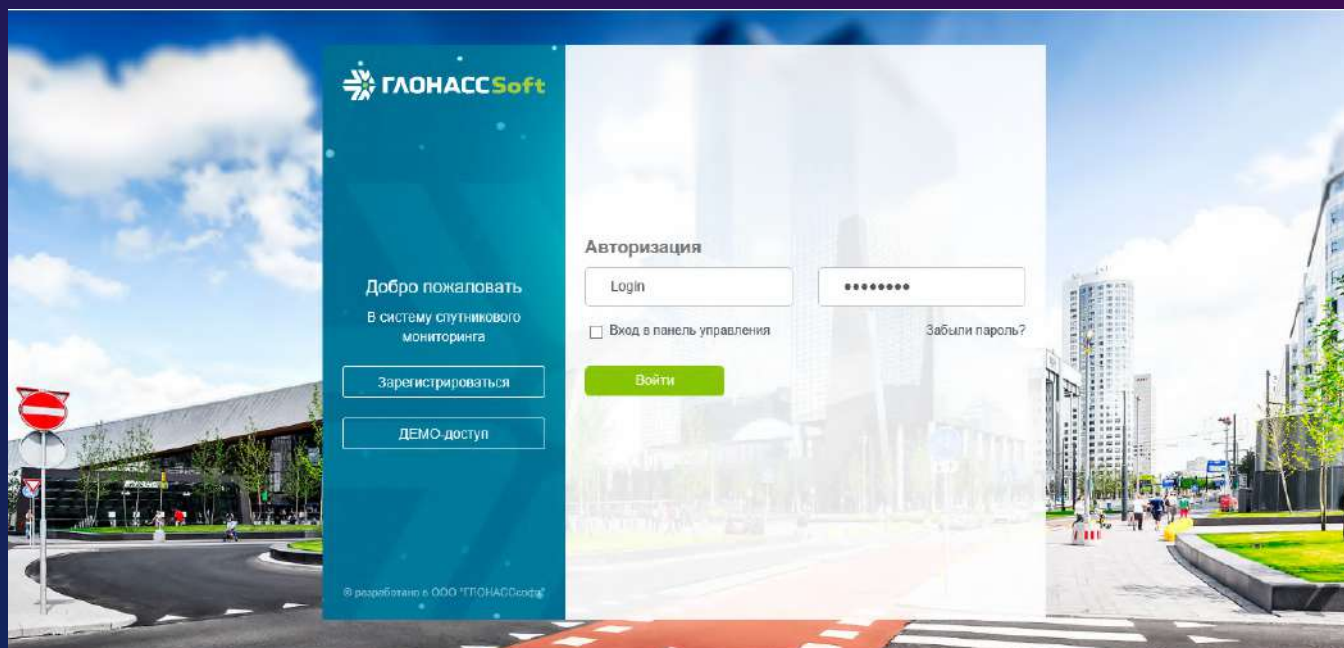 ГЛОНАССSoft
Добро пожаловать
В систему спутникового
мониторинга
Зарегистрироваться
ДЕМО-доступ
© разработано в ООО "ГЛОНАССсофт"
Авторизация
Login
Вход в панель управления
Забыли пароль?
Войти